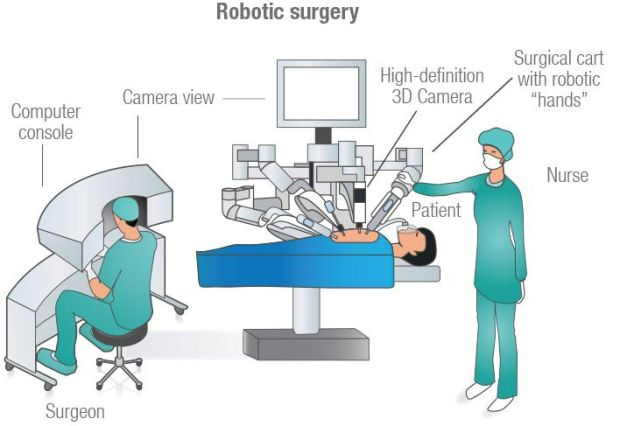 Robotic surgery
Computer
console
Camera view
High-definition
3D Camera
Surgical cart
with robotic
“hands”
Nurse
Patient
Surgeon